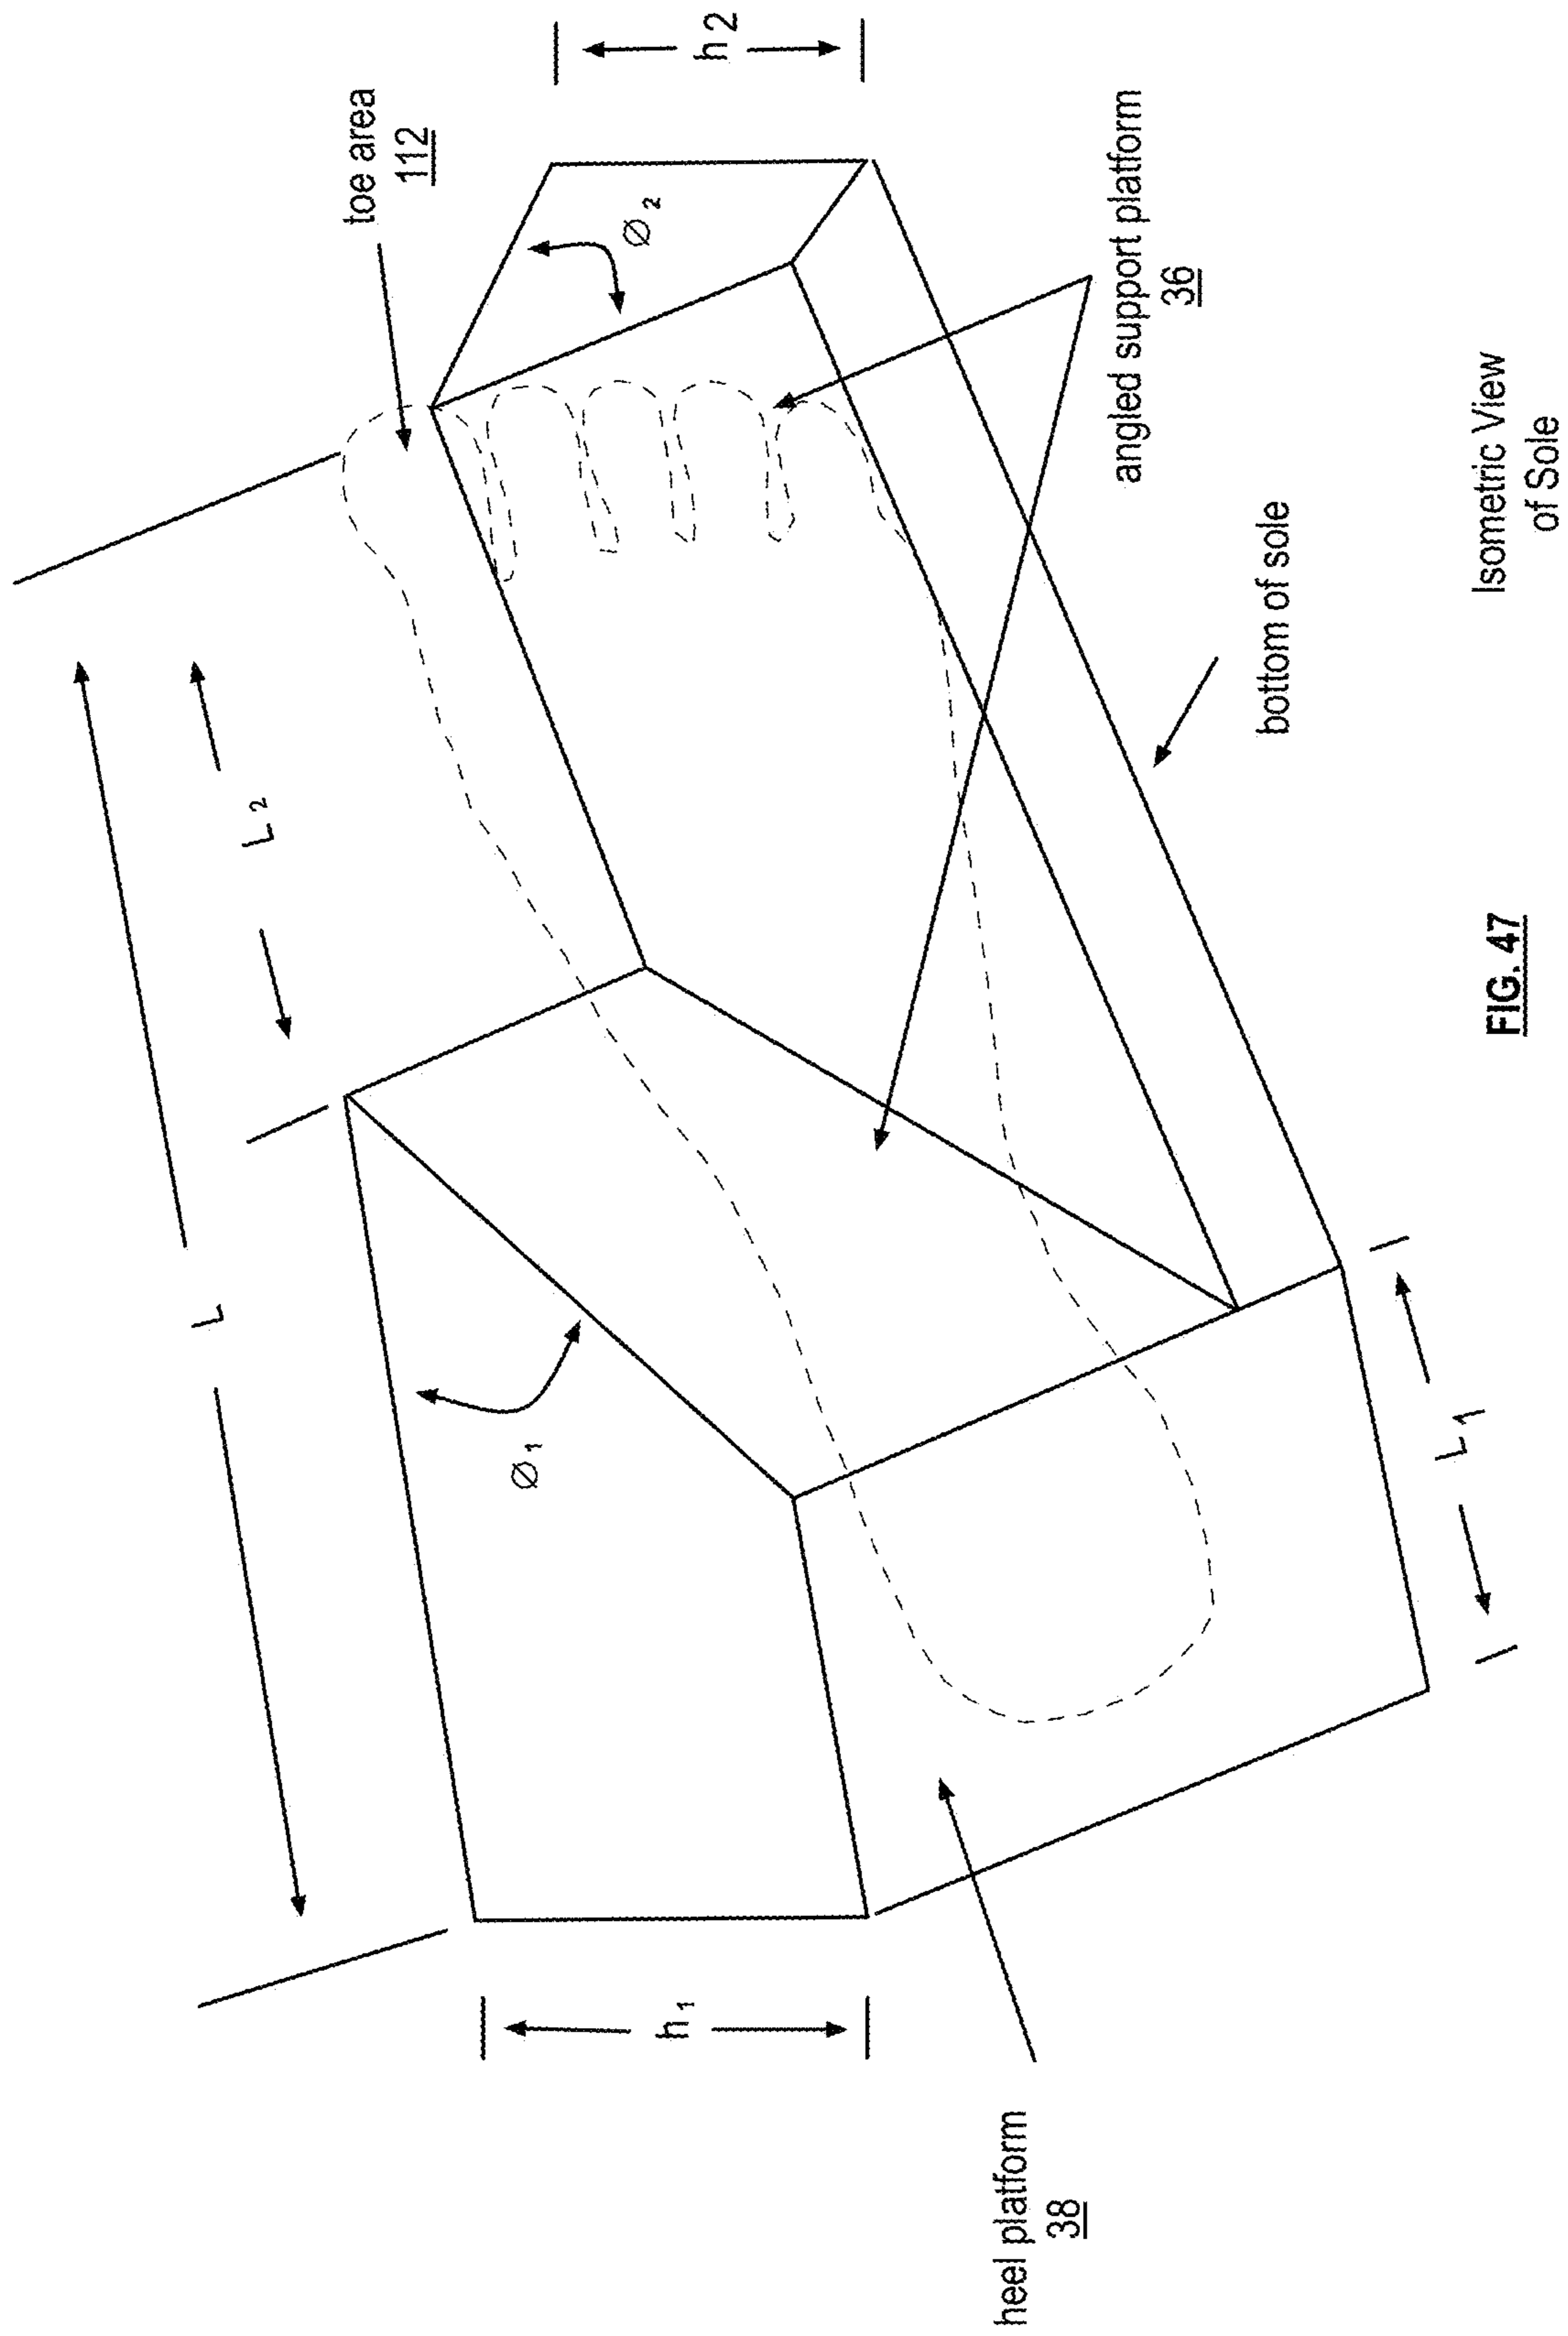 L
L2
toe area
112
Ø1
Ø2
h1
h2
heel platform
38
angled support platform
36
bottom of sole
L1
FIG. 47
Isometric View
of Sole